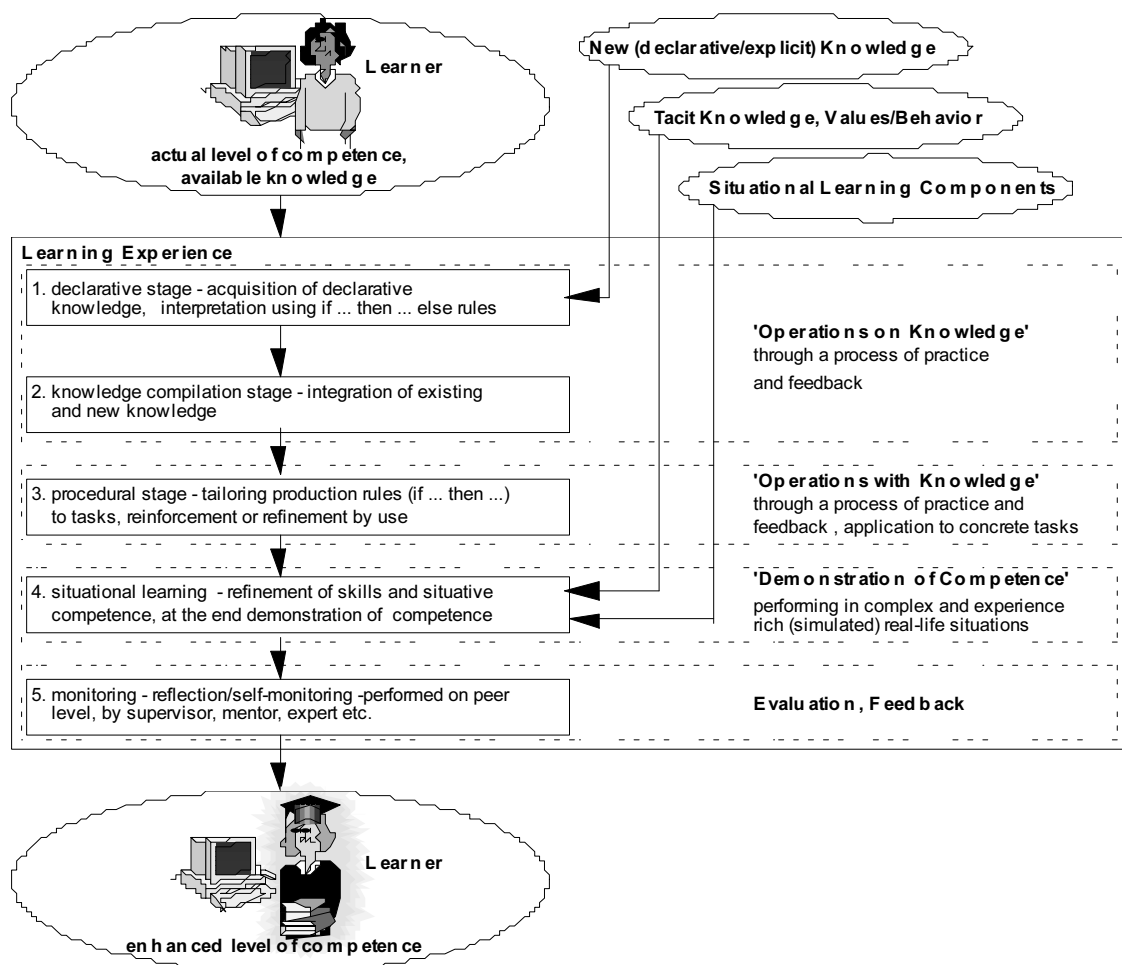 Learner
actual level of competence,
available knowledge
New (declarative/explicit) Knowledge
Tacit Knowledge, Values/Behavior
Situational Learning Components
Learning Experience
1. declarative stage - acquisition of declarative
knowledge, interpretation using if ... then ... else rules
2. knowledge compilation stage - integration of existing
and new knowledge
'Operations on Knowledge'
through a process of practice
and feedback
3. procedural stage - tailoring production rules (if ... then ...)
to tasks, reinforcement or refinement by use
'Operations with Knowledge'
through a process of practice and
feedback , application to concrete tasks
4. situational learning - refinement of skills and situative
competence, at the end demonstration of competence
'Demonstration of Competence'
performing in complex and experience
rich (simulated) real-life situations
5. monitoring - reflection/self-monitoring -performed on peer
level, by supervisor, mentor, expert etc.
Evaluation, Feedback
Learner
enhanced level of competence